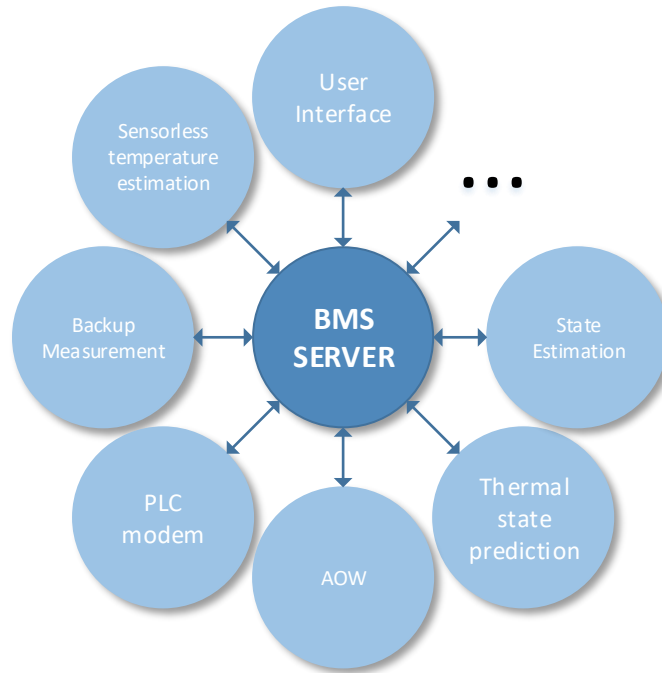 User
Interface
Sensorless
temperature
estimation
...
BMS
SERVER
Backup
Measurement
State
Estimation
PLC
modem
Thermal
state
prediction
AOW